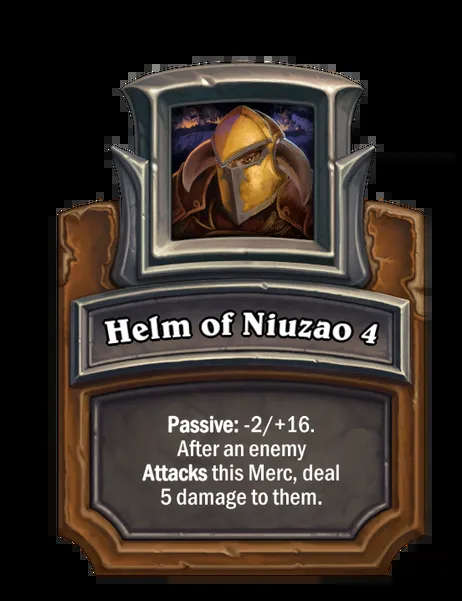 Helm of Niuzao 4
Passive: -2/+16.
After an enemy
Attacks this Merc, deal
5 damage to them.